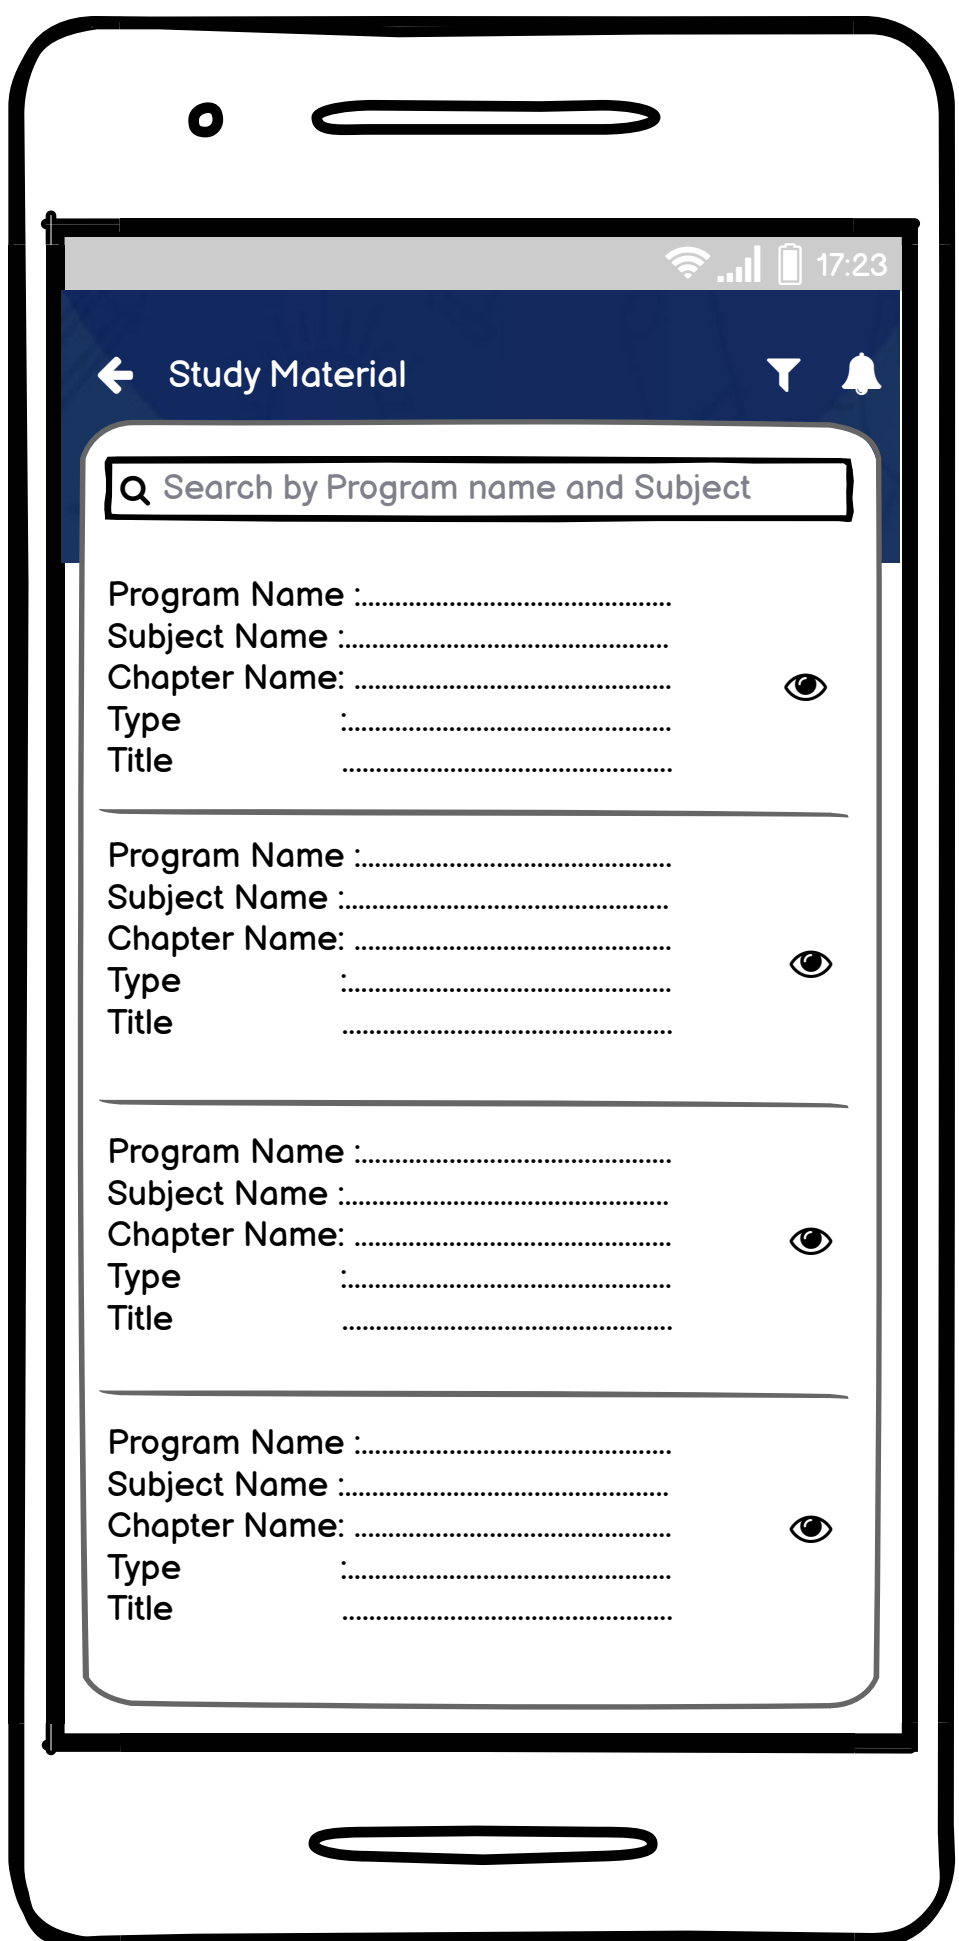 17:23
Study Material
Search by Program name and Subject
Program Name :..............................................
Subject Name :................................................
Chapter Name: ...............................................
Type :................................................
Title .................................................
Program Name :..............................................
Subject Name :................................................
Chapter Name: ...............................................
Type :................................................
Title .................................................
Program Name :..............................................
Subject Name :................................................
Chapter Name: ...............................................
Type :................................................
Title .................................................
Program Name :..............................................
Subject Name :................................................
Chapter Name: ...............................................
Type :................................................
Title .................................................